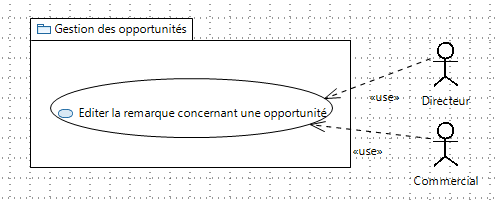 Gestion des opportunités
Editer la remarque concernant une opportunité
«use»
Directeur
«use»
Commercial